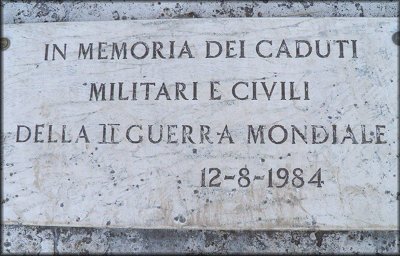 IN MEMORIA DEI CADUTI
MILITARI E CIVILI
DELLA II GUERRA MONDIALE
12-8-1984